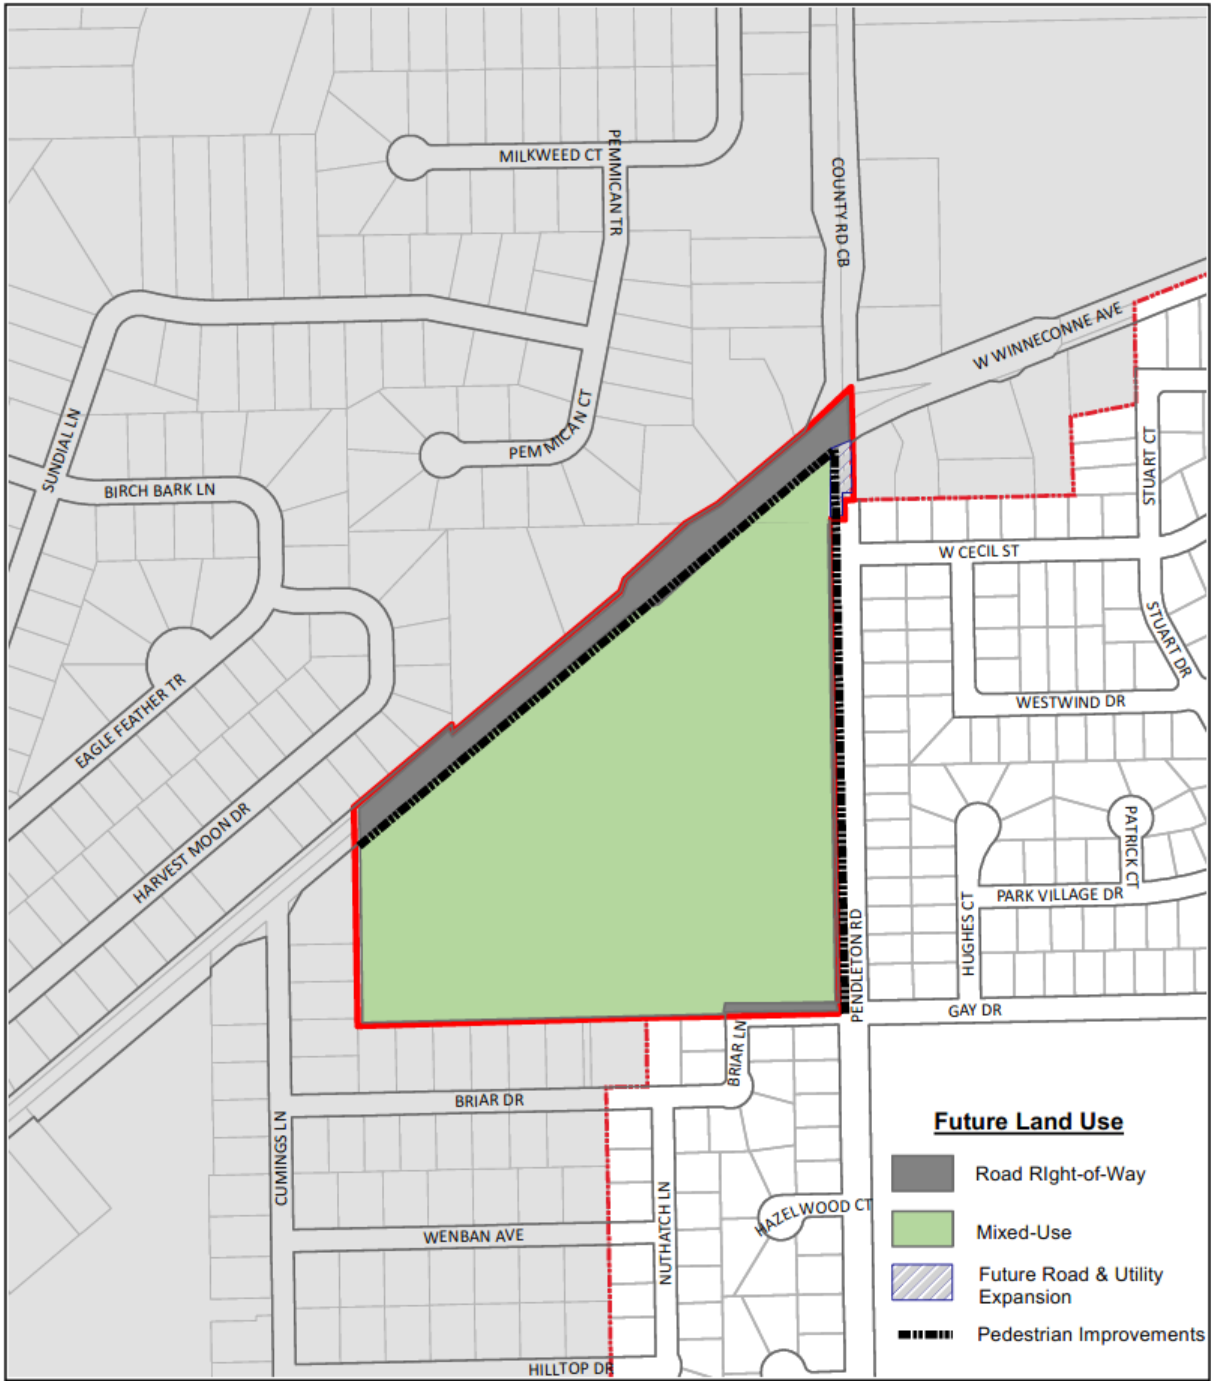 MILKWEED CT
PEMMICAN TR
COUNTY RD CB
W WINNECONNE AVE
SUNDIAL LN
PEMMICAN CT
STUART CT
BIRCH BARK LN
W CECIL ST
STUART DR
EAGLE FEATHER TR
WESTWIND DR
HARVEST MOON DR
PATRICK CT
PARK VILLAGE DR
HUGHES CT
PENDLETON RD
GAY DR
BRIAR LN
BRIAR DR
CUMINGS LN
NUTHATCH LN
HAZELWOOD CT
WENBAN AVE
HILLTOP DR
Future Land Use
Road RIght-of-Way
Mixed-Use
Future Road & Utility
Expansion
Pedestrian Improvements